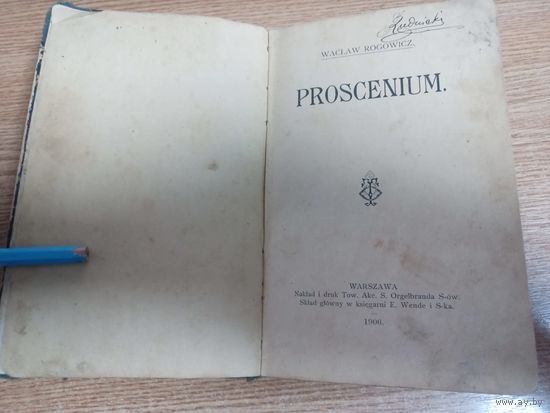 WACŁAW ROGOWICZ.
PROSCENIUM.
WARSZAWA
Nakład i druk Tow. Akc. S. Orgelbranda S-ów.
Skład główny w księgarni E. Wende i S-ka.
1906.
www.ay.by